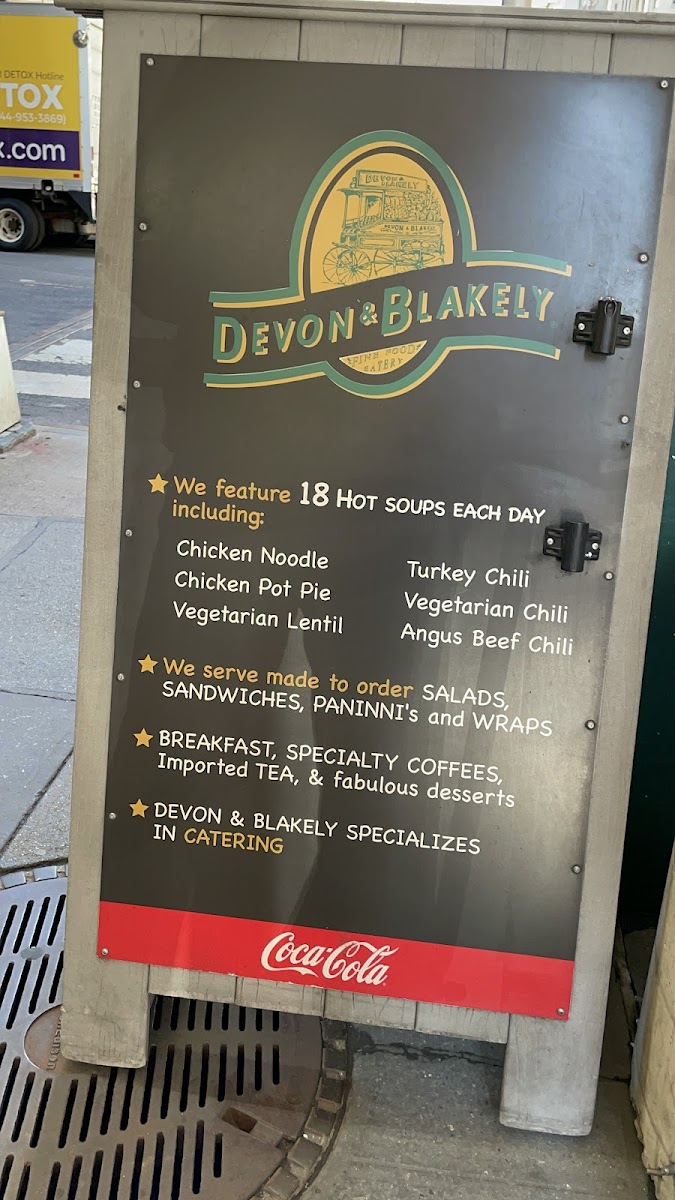 DETOX Hotline
TOX
44-953-3869)
x.com
DEVON & BLAKELY
DEVON & BLAKELY
DEVON & BLAKELY
FINE FOOD
EATERY
We feature 18 HOT SOUPS EACH DAY
including:
Chicken Noodle
Chicken Pot Pie
Vegetarian Lentil
Turkey Chili
Vegetarian Chili
Angus Beef Chili
We serve made to order SALADS,
SANDWICHES, PANINNI's and WRAPS
BREAKFAST, SPECIALTY COFFEES,
Imported TEA, & fabulous desserts
DEVON & BLAKELY SPECIALIZES
IN CATERING
Coca-Cola